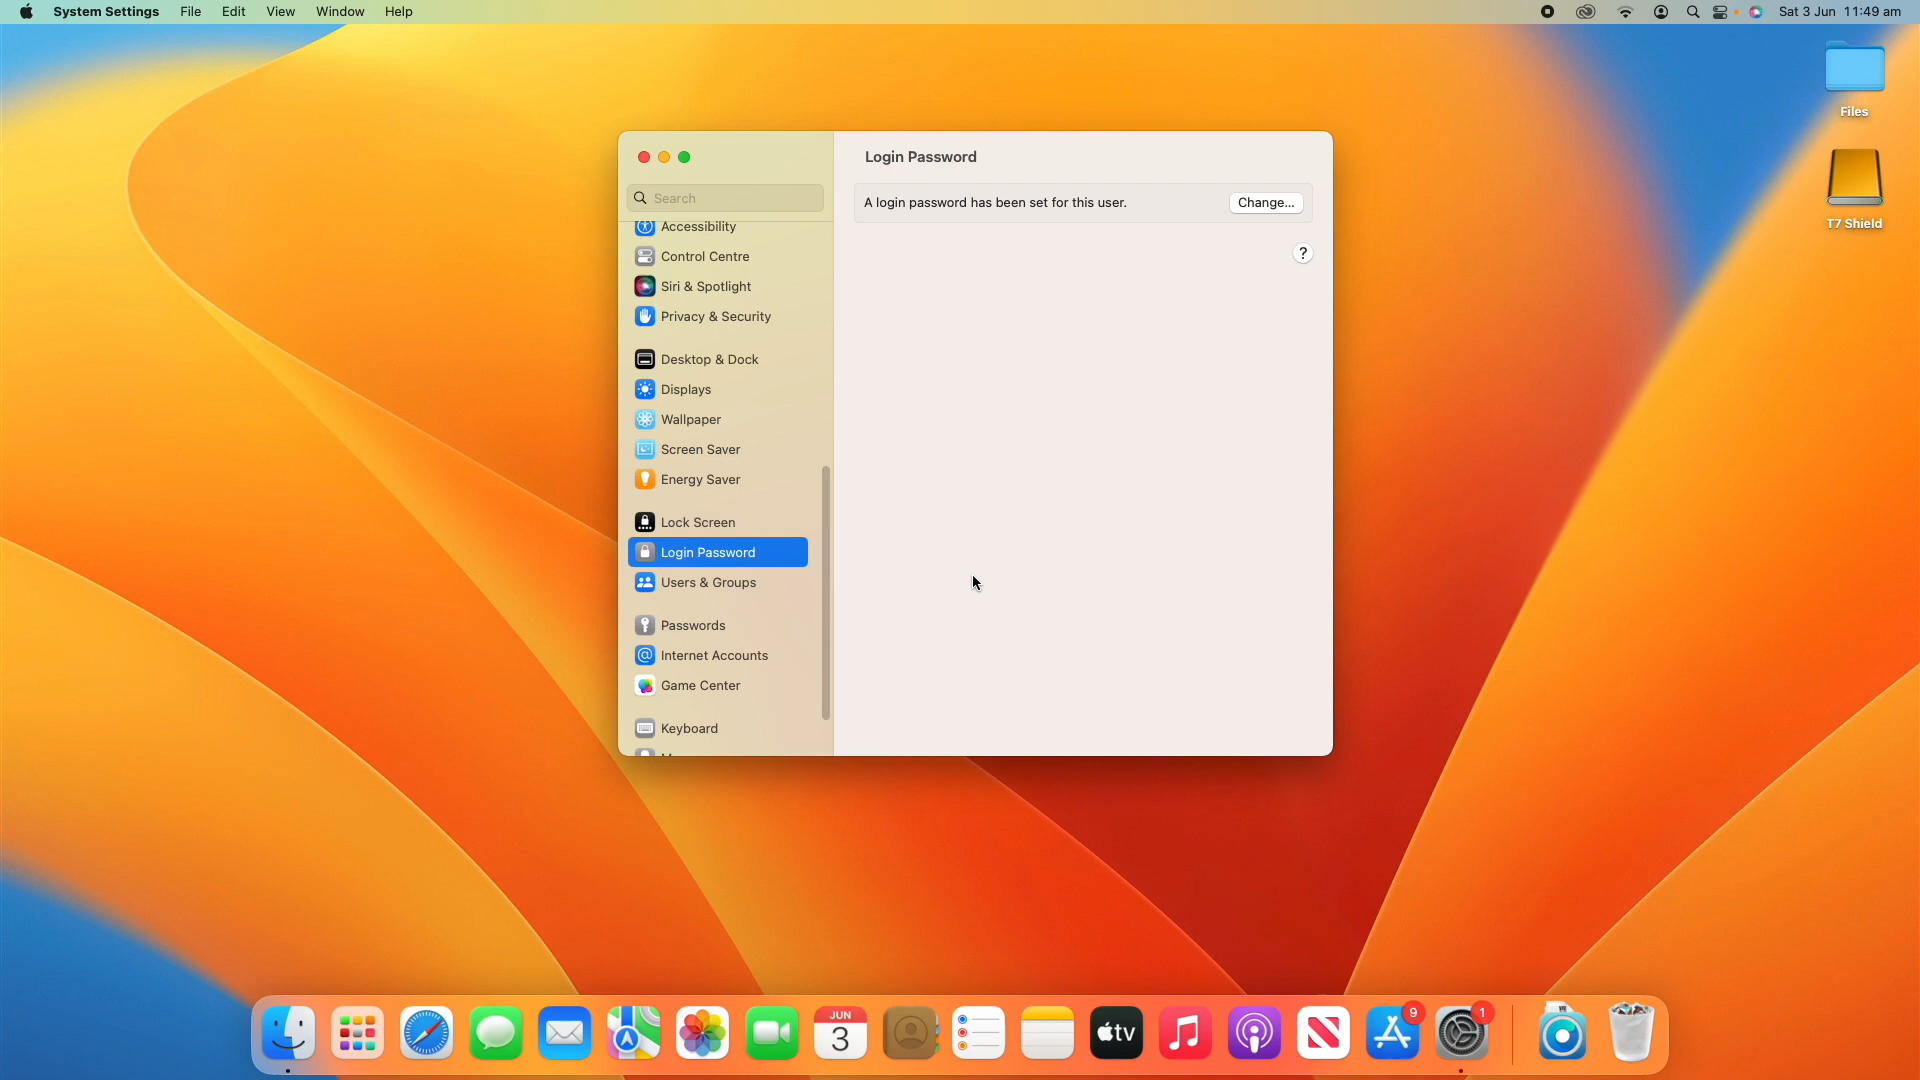 System Settings File Edit View Window Help
Sat 3 Jun 11:49 am
Files
T7 Shield
Search
Accessibility
Control Centre
Siri & Spotlight
Privacy & Security
Desktop & Dock
Displays
Wallpaper
Screen Saver
Energy Saver
Lock Screen
Login Password
Users & Groups
Passwords
Internet Accounts
Game Center
Keyboard
Login Password
A login password has been set for this user.
Change...
?
JUN
3
tv
9
1